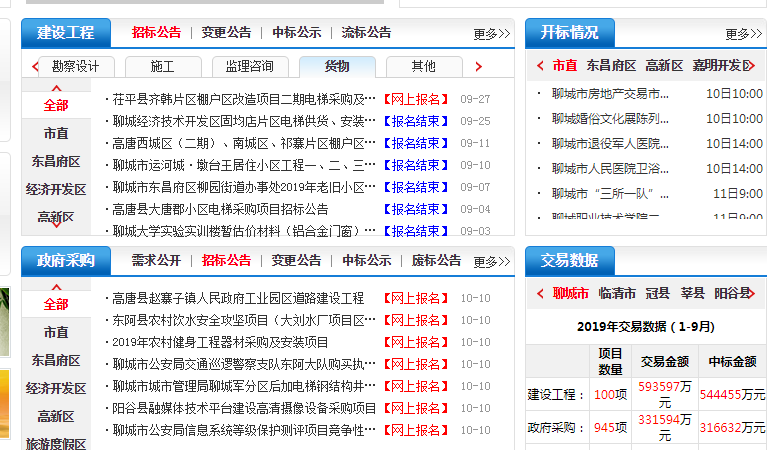 建设工程 招标公告 | 变更公告 | 中标公示 | 流标公告 更多>>
勘察设计 施工 监理咨询 货物 其他
全部
市直
东昌府区
经济开发区
高新区
· 茌平县齐韩片区棚户区改造项目二期电梯采购及… 【网上报名】 09-27
· 聊城经济技术开发区固均店片区电梯供货、安装… 【报名结束】 09-25
· 高唐西城区（二期）、南城区、祁寨片区棚户区… 【报名结束】 09-11
· 聊城市运河城·墩台王居住小区工程一、二、三… 【报名结束】 09-10
· 聊城市东昌府区柳园街道办事处2019年老旧小区… 【报名结束】 09-07
· 高唐县大唐郡小区电梯采购项目招标公告 【报名结束】 09-04
· 聊城大学实验实训楼暂估价材料（铝合金门窗）… 【报名结束】 09-03
开标情况 更多>>
市直 东昌府区 高新区 嘉明开发区
· 聊城市房地产交易市... 10日10:00
· 聊城婚俗文化展陈列... 10日10:00
· 聊城市退役军人医院... 10日14:00
· 聊城市人民医院卫浴... 10日14:00
· 聊城市“三所一队”... 11日9:00
· 聊城职业技术学院二... 11日9:00
政府采购 需求公开 | 招标公告 | 变更公告 | 中标公示 | 废标公告 更多>>
全部
市直
东昌府区
经济开发区
高新区
旅游度假区
· 高唐县赵寨子镇人民政府工业园区道路建设工程 【网上报名】 10-10
· 东阿县农村饮水安全攻坚项目（大刘水厂项目区… 【网上报名】 10-10
· 2019年农村健身工程器材采购及安装项目 【网上报名】 10-10
· 聊城市公安局交通巡逻警察支队东阿大队购买执… 【网上报名】 10-10
· 聊城市城市管理局聊城军分区后加电梯钢结构井… 【网上报名】 10-10
· 阳谷县融媒体技术平台建设高清摄像设备采购项目 【网上报名】 10-10
· 聊城市公安局信息系统等级保护测评项目竞争性… 【网上报名】 10-10
交易数据
聊城市 临清市 冠县 莘县 阳谷县
2019年交易数据（1-9月）
项目数量 交易金额 中标金额
建设工程： 100项 593597万元 544455万元
政府采购： 945项 331594万元 316632万元